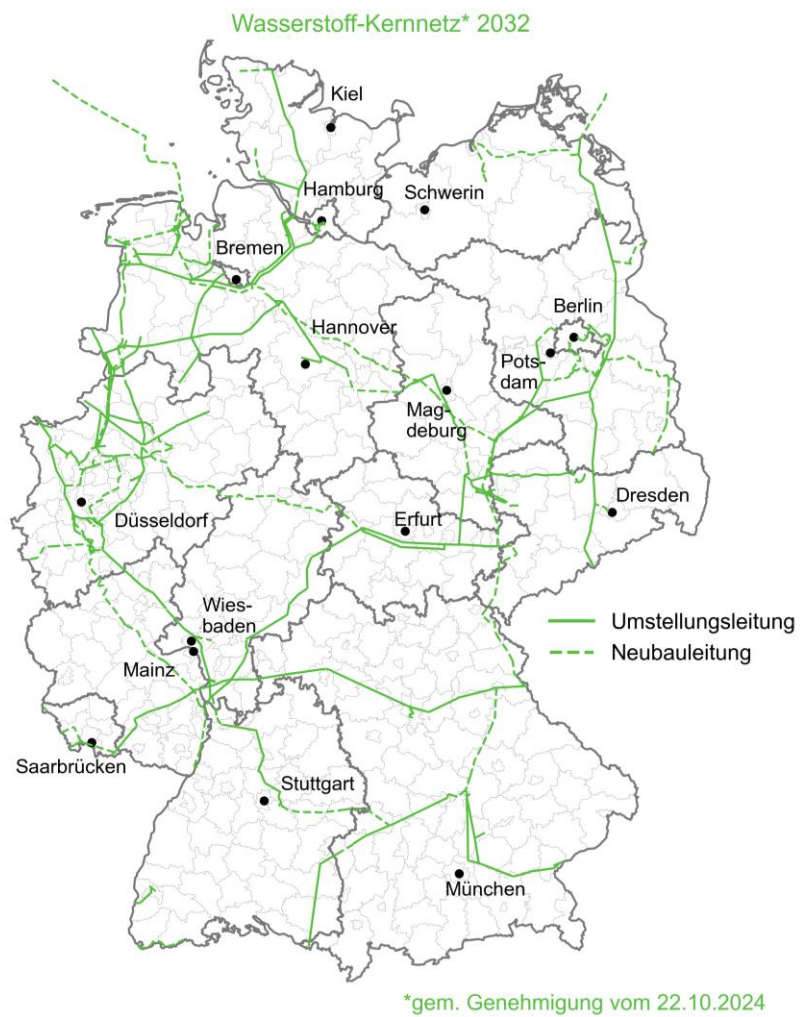 Wasserstoff-Kernnetz* 2032
Kiel
Hamburg
Schwerin
Bremen
Berlin
Hannover
Pots-
dam
Mag-
deburg
Dresden
Düsseldorf
Erfurt
Wies-
baden
Umstellungsleitung
Mainz
Neubauleitung
Saarbrücken
Stuttgart
München
*gem. Genehmigung vom 22.10.2024